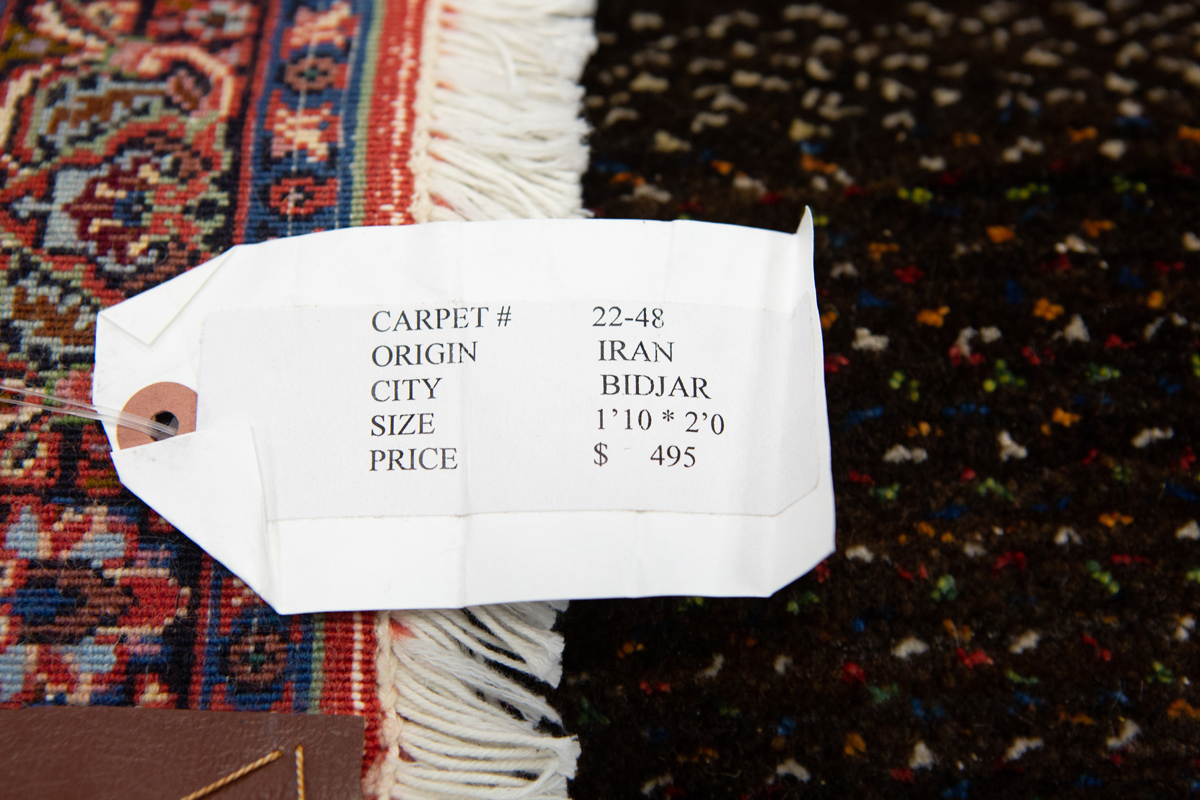 CARPET # 22-48
ORIGIN IRAN
CITY BIDJAR
SIZE 1'10 * 2'0
PRICE $ 495